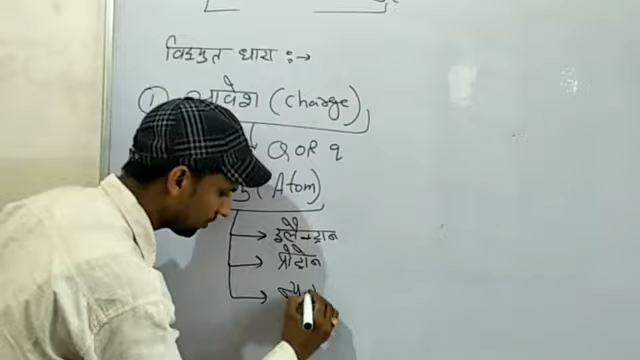 विद्युत धारा :→
① आवेश (Charge)
Q OR q
(Atom)
इलैक्ट्रान
प्रोटोन